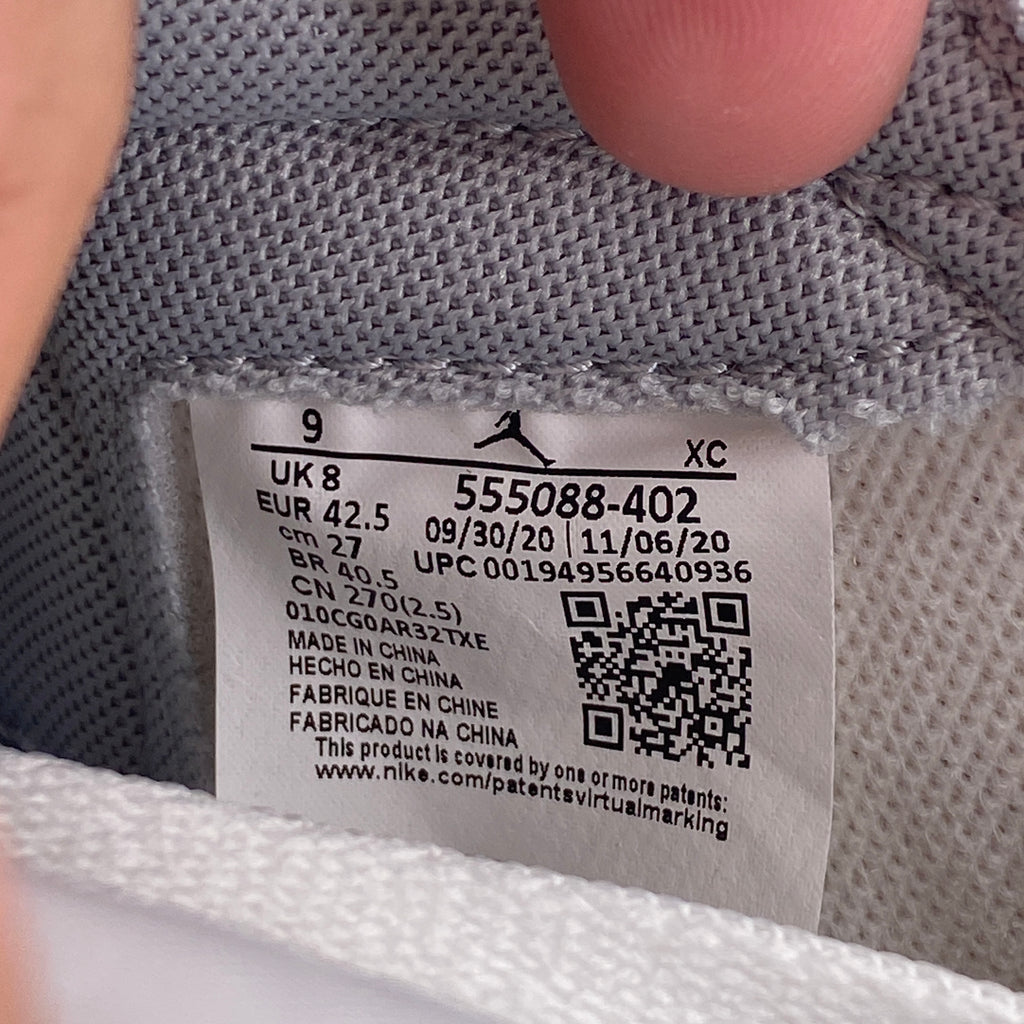 9
XC
UK 8
555088-402
EUR 42.5
09/30/20 | 11/06/20
cm 27
UPC 00194956640936
BR 40.5
CN 270(2.5)
010CG0AR32TXE
MADE IN CHINA
HECHO EN CHINA
FABRIQUE EN CHINE
FABRICADO NA CHINA
This product is covered by one or more patents:
www.nike.com/patentsvirtualmarking